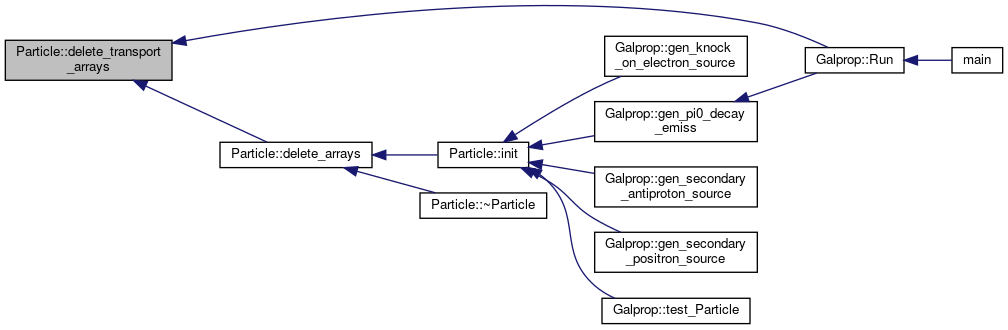 Particle::delete_transport
_arrays
Particle::delete_arrays
Particle::init
Particle::~Particle
Galprop::gen_knock
_on_electron_source
Galprop::gen_pi0_decay
_emiss
Galprop::gen_secondary
_antiproton_source
Galprop::gen_secondary
_positron_source
Galprop::test_Particle
Galprop::Run
main